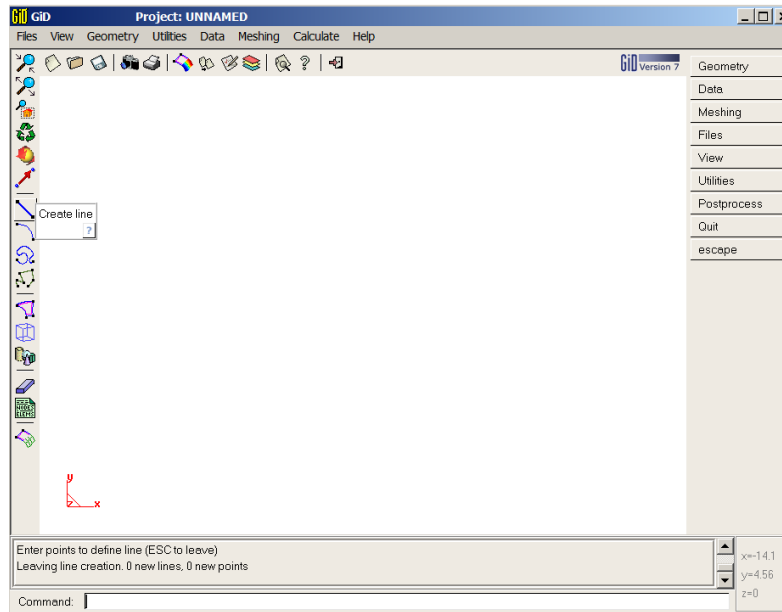 GiD GiD Project: UNNAMED
Files View Geometry Utilities Data Meshing Calculate Help
GiD Version 7
Geometry
Data
Meshing
Files
View
Utilities
Postprocess
Quit
escape
Create line
?
y
z x
Enter points to define line (ESC to leave)
Leaving line creation. 0 new lines, 0 new points
x=-14.1
y=4.56
z=0
Command: